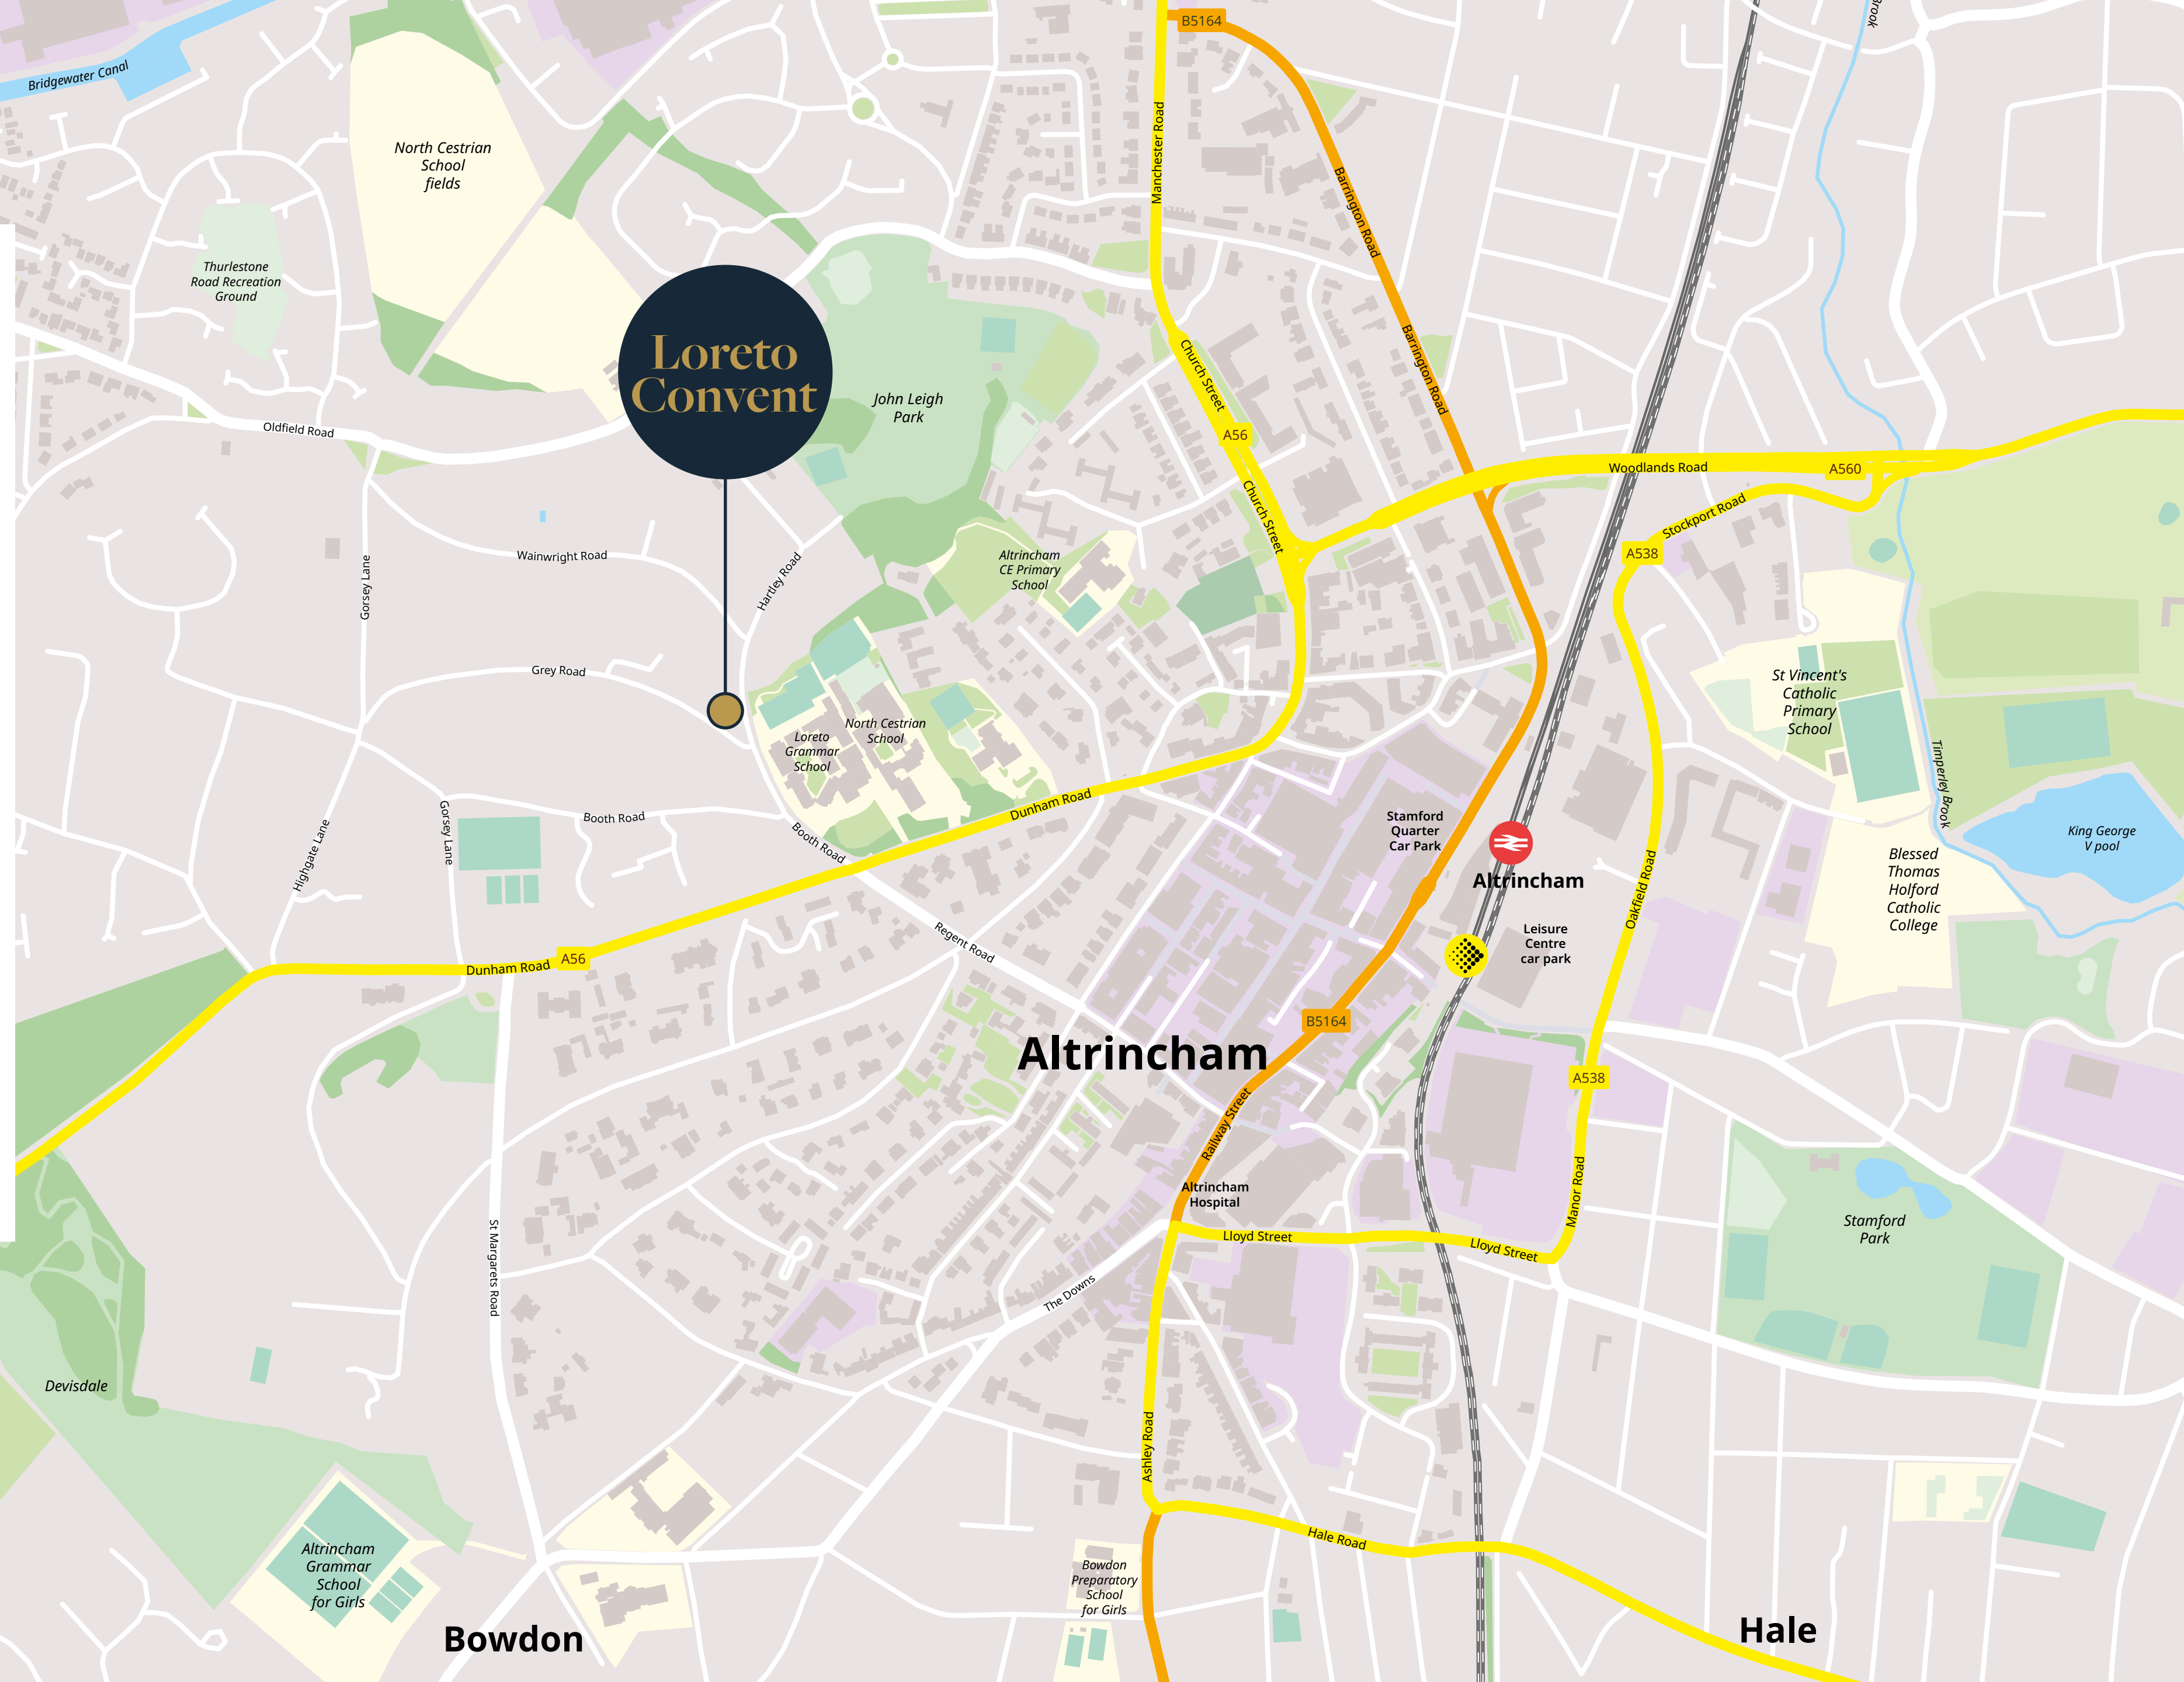 B5164
Brook
Bridgewater Canal
Manchester Road
North Cestrian
School
fields
Barrington Road
Thurlestone
Road Recreation
Ground
Loreto
Convent
John Leigh
Park
Church Street
Barrington Road
Oldfield Road
A56
Woodlands Road
A560
Church Street
Stockport Road
A538
Wainwright Road
Gorsey Lane
Hartley Road
Altrincham
CE Primary
School
Grey Road
North Cestrian
School
Loreto
Grammar
School
St Vincent's
Catholic
Primary
School
Timperley Brook
Dunham Road
Booth Road
Gorsey Lane
Highgate Lane
Booth Road
Stamford
Quarter
Car Park
Altrincham
King George
V pool
Blessed
Thomas
Holford
Catholic
College
Oakfield Road
Leisure
Centre
car park
Regent Road
Dunham Road
A56
B5164
Altrincham
A538
Railway Street
Altrincham
Hospital
Manor Road
Stamford
Park
St Margarets Road
Lloyd Street
Lloyd Street
The Downs
Devisdale
Ashley Road
Hale Road
Altrincham
Grammar
School
for Girls
Bowdon
Preparatory
School
for Girls
Bowdon
Hale